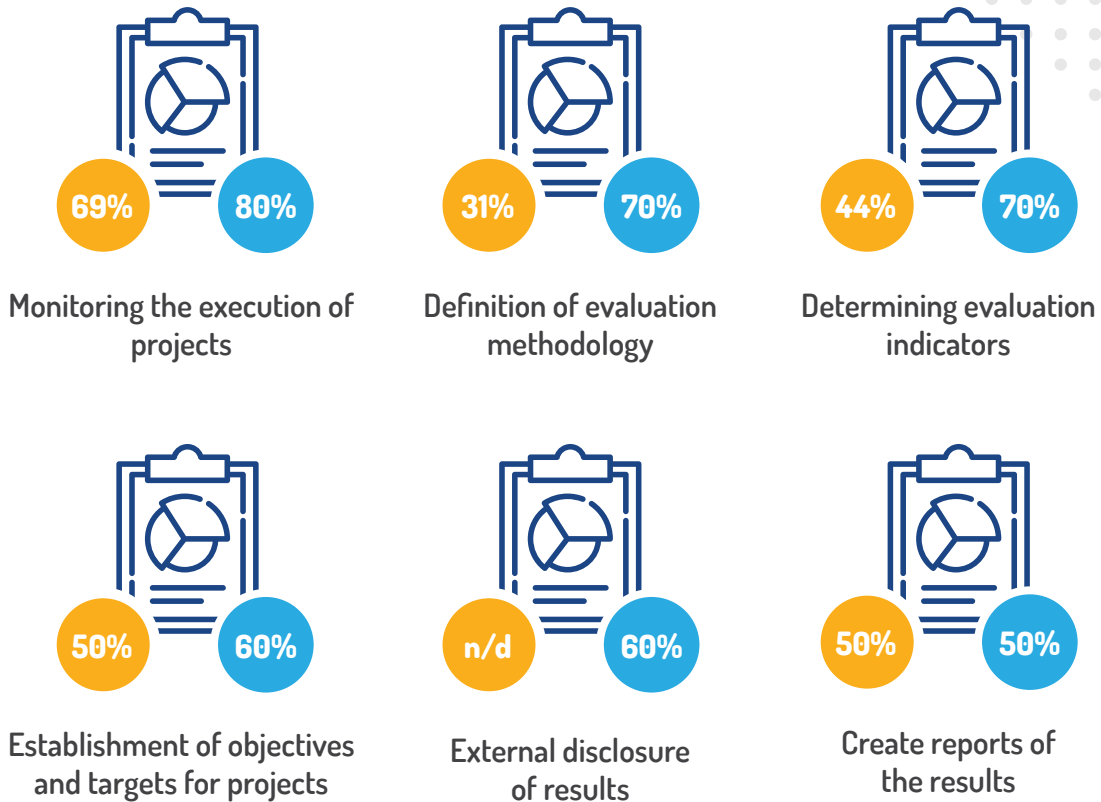 69%
80%
Monitoring the execution of
projects
31%
70%
Definition of evaluation
methodology
44%
70%
Determining evaluation
indicators
50%
60%
Establishment of objectives
and targets for projects
n/d
60%
External disclosure
of results
50%
50%
Create reports of
the results